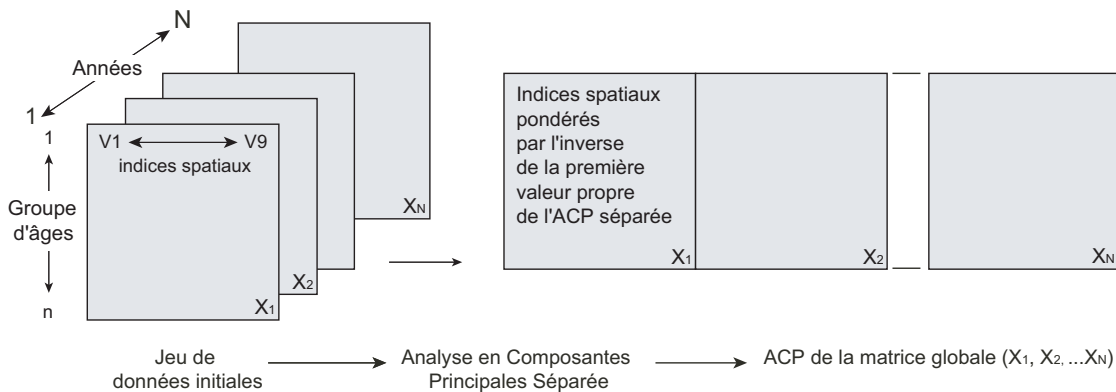 N
Années
1
1
V1 V9
indices spatiaux
Groupe
d'âges
n
X1
X2
XN
Indices spatiaux
pondérés
par l'inverse
de la première
valeur propre
de l'ACP séparée
X1
X2
XN
Jeu de
données initiales
Analyse en Composantes
Principales Séparée
ACP de la matrice globale (X1, X2, ...XN)